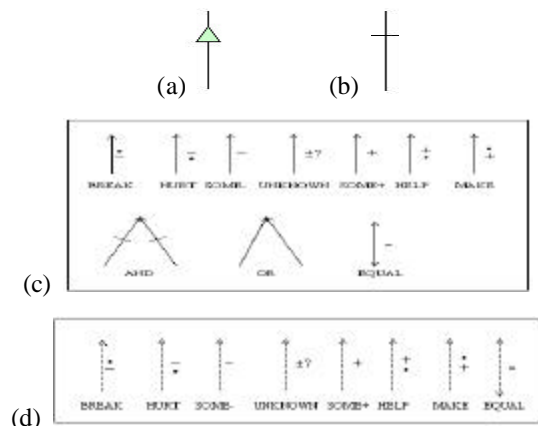 (a) (b)
±?
+
BREAK HURT SOME- UNKNOWN SOME+ HELP MAKE
AND OR EQUAL
(c)
±?
+
BREAK HURT SOME- UNKNOWN SOME+ HELP MAKE EQUAL
(d)